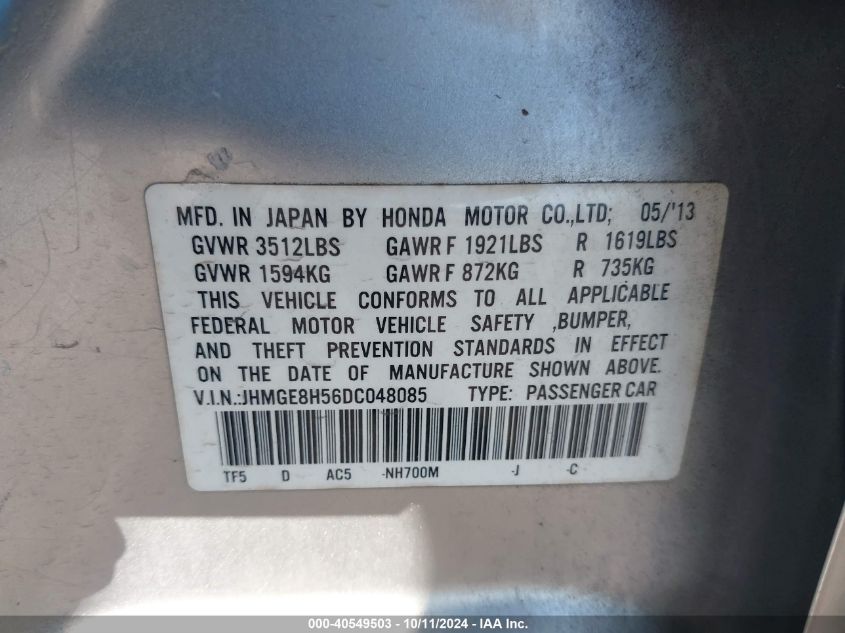 MFD. IN JAPAN BY HONDA MOTOR CO.,LTD; 05/'13
GVWR 3512LBS GAWR F 1921LBS R 1619LBS
GVWR 1594KG GAWR F 872KG R 735KG
THIS VEHICLE CONFORMS TO ALL APPLICABLE
FEDERAL MOTOR VEHICLE SAFETY ,BUMPER,
AND THEFT PREVENTION STANDARDS IN EFFECT
ON THE DATE OF MANUFACTURE SHOWN ABOVE.
V.I.N.:JHMGE8H56DC048085 TYPE: PASSENGER CAR
TF5 D AC5 -NH700M -J -C
000-40549503 - 10/11/2024 - IAA Inc.